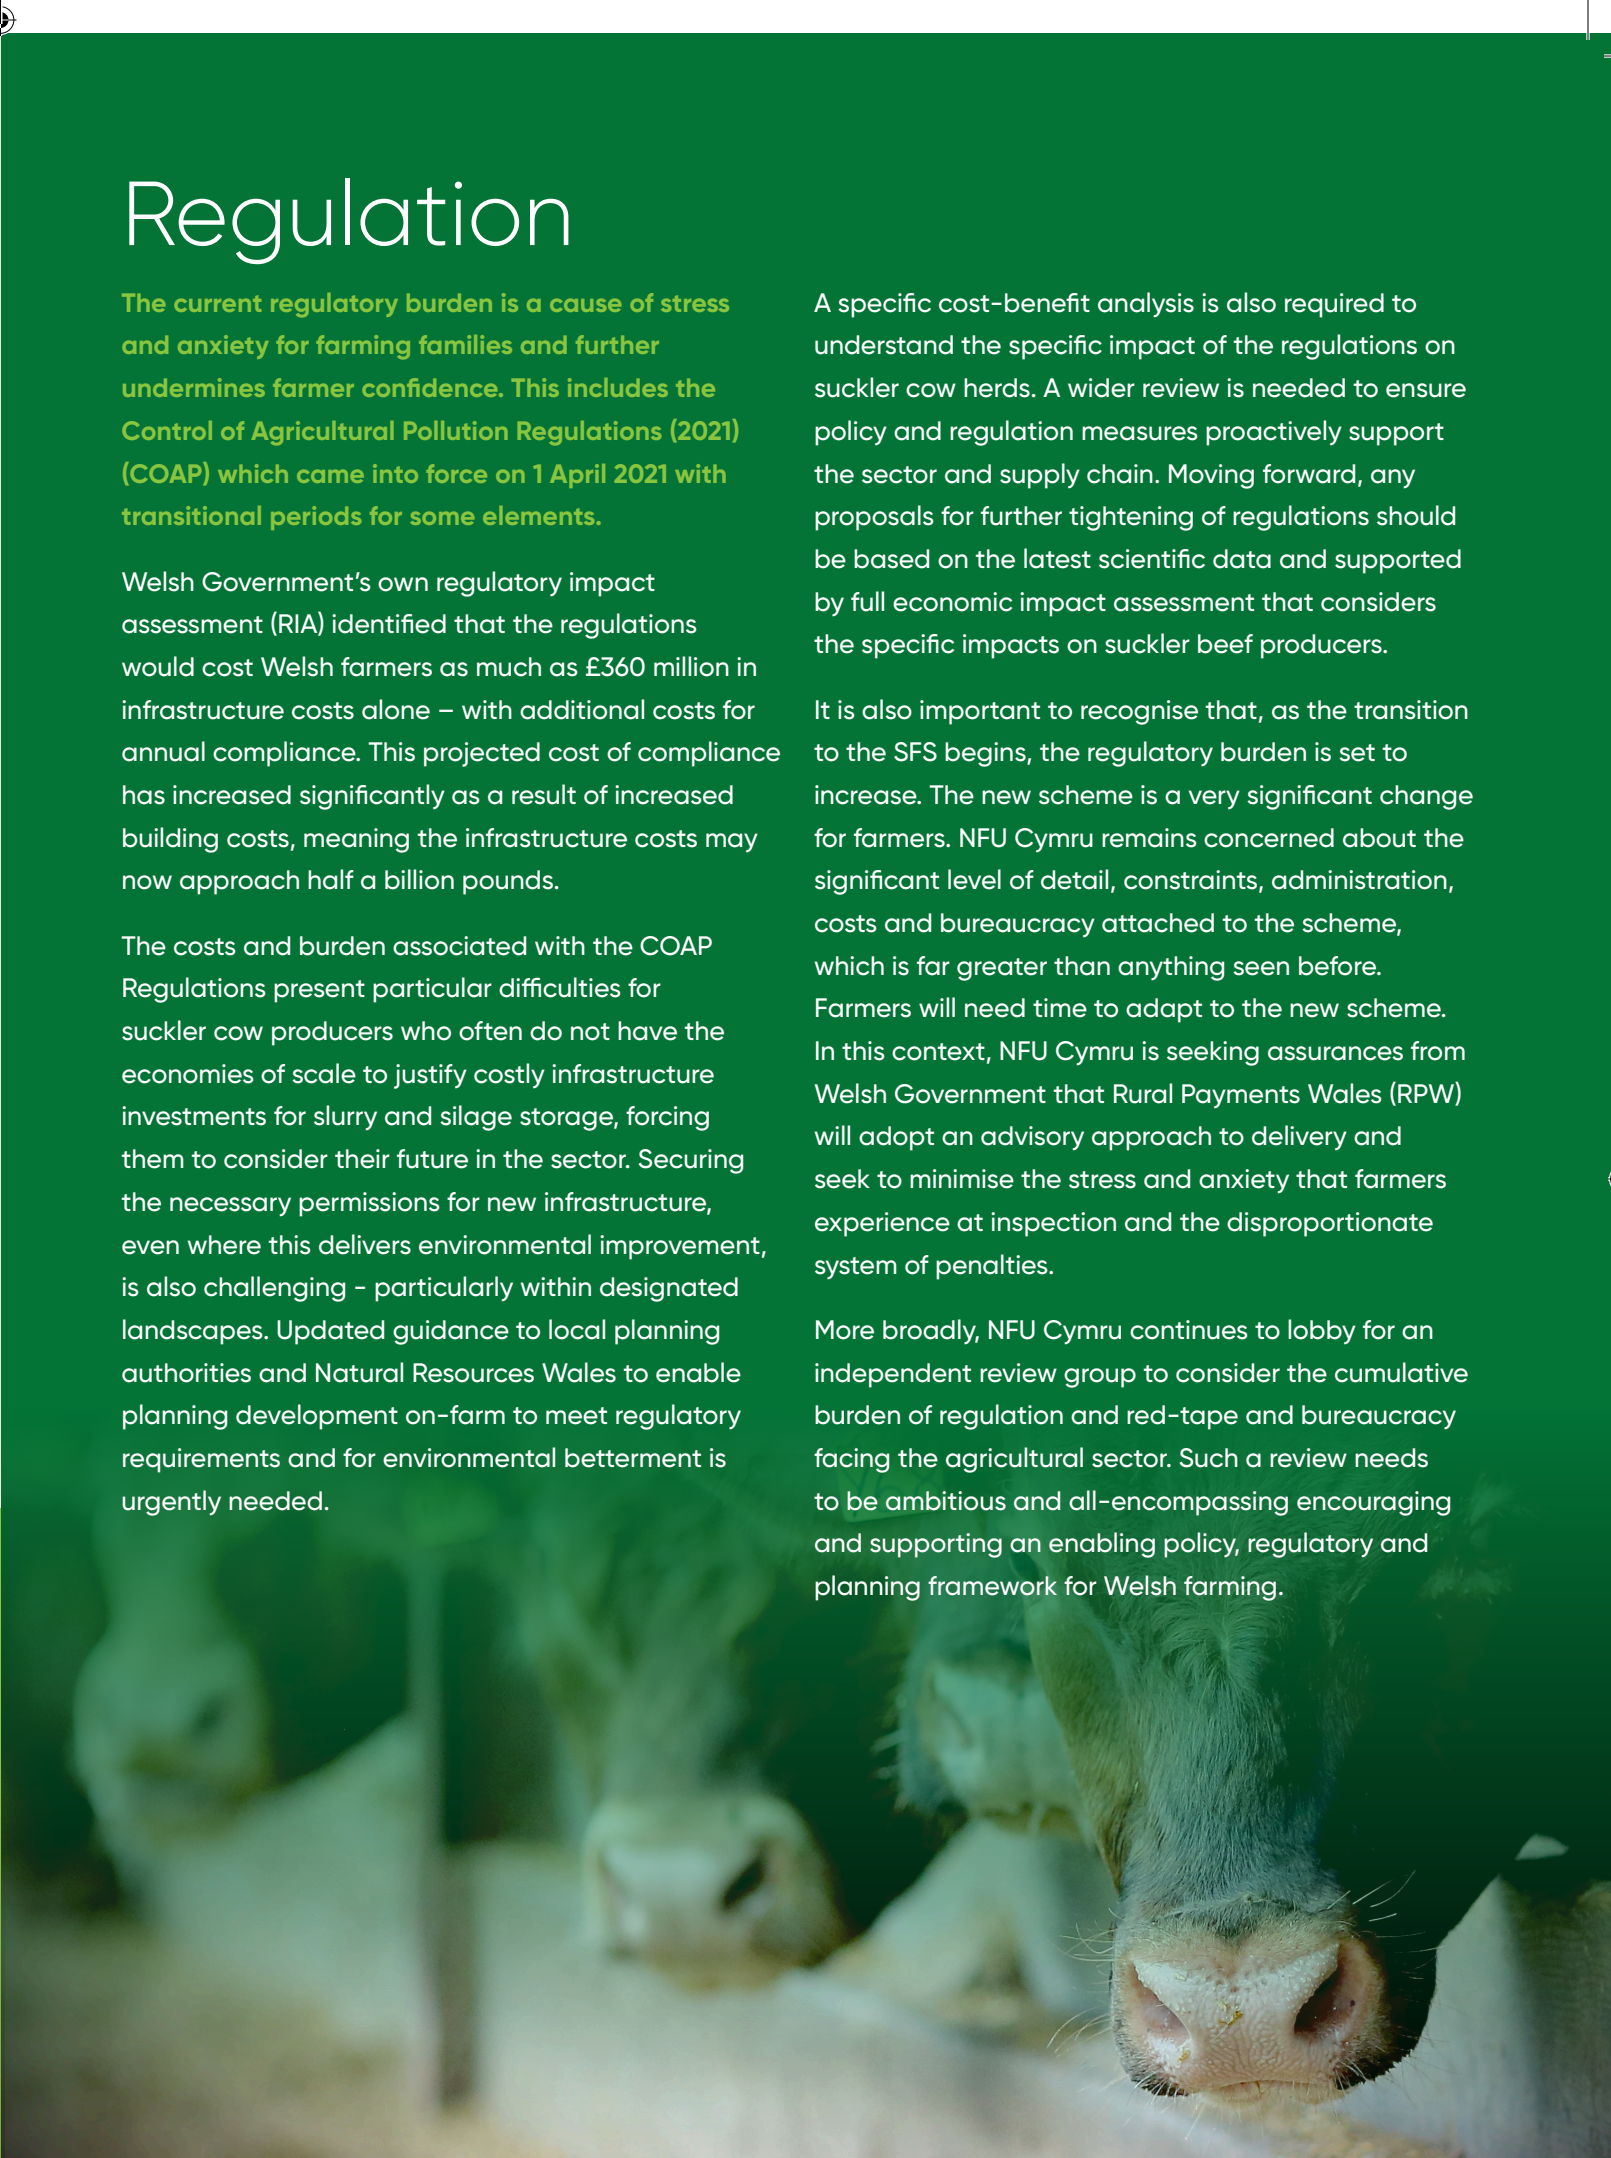 Regulation
The current regulatory burden is a cause of stress
and anxiety for farming families and further
undermines farmer confidence. This includes the
Control of Agricultural Pollution Regulations (2021)
(COAP) which came into force on 1 April 2021 with
transitional periods for some elements.
Welsh Government’s own regulatory impact
assessment (RIA) identified that the regulations
would cost Welsh farmers as much as £360 million in
infrastructure costs alone – with additional costs for
annual compliance. This projected cost of compliance
has increased significantly as a result of increased
building costs, meaning the infrastructure costs may
now approach half a billion pounds.
The costs and burden associated with the COAP
Regulations present particular difficulties for
suckler cow producers who often do not have the
economies of scale to justify costly infrastructure
investments for slurry and silage storage, forcing
them to consider their future in the sector. Securing
the necessary permissions for new infrastructure,
even where this delivers environmental improvement,
is also challenging - particularly within designated
landscapes. Updated guidance to local planning
authorities and Natural Resources Wales to enable
planning development on-farm to meet regulatory
requirements and for environmental betterment is
urgently needed.
A specific cost-benefit analysis is also required to
understand the specific impact of the regulations on
suckler cow herds. A wider review is needed to ensure
policy and regulation measures proactively support
the sector and supply chain. Moving forward, any
proposals for further tightening of regulations should
be based on the latest scientific data and supported
by full economic impact assessment that considers
the specific impacts on suckler beef producers.
It is also important to recognise that, as the transition
to the SFS begins, the regulatory burden is set to
increase. The new scheme is a very significant change
for farmers. NFU Cymru remains concerned about the
significant level of detail, constraints, administration,
costs and bureaucracy attached to the scheme,
which is far greater than anything seen before.
Farmers will need time to adapt to the new scheme.
In this context, NFU Cymru is seeking assurances from
Welsh Government that Rural Payments Wales (RPW)
will adopt an advisory approach to delivery and
seek to minimise the stress and anxiety that farmers
experience at inspection and the disproportionate
system of penalties.
More broadly, NFU Cymru continues to lobby for an
independent review group to consider the cumulative
burden of regulation and red-tape and bureaucracy
facing the agricultural sector. Such a review needs
to be ambitious and all-encompassing encouraging
and supporting an enabling policy, regulatory and
planning framework for Welsh farming.